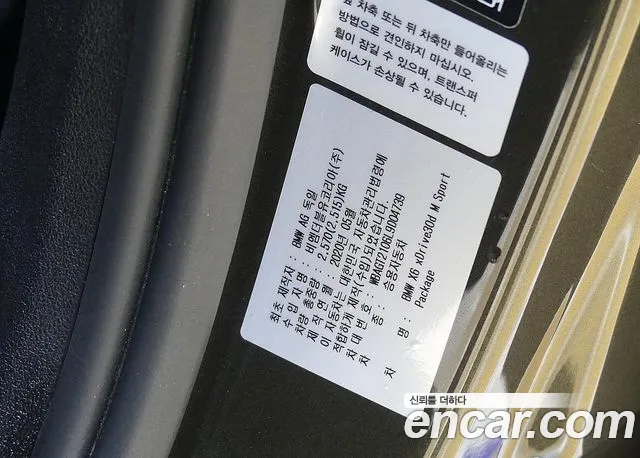 료 차축 또는 뒤 차축만 들어올리는
방법으로 견인하지 마십시오.
휠이 잠길 수 있으며, 트랜스퍼
케이스가 손상될 수 있습니다.
최초 제작자 : BMW AG 독일
수 입 자 명 : 비엠더블유코리아(주)
차량 총중량 : 2,570(2,515)KG
제 작 연 월 : 2020년 05월
이 자동차는 대한민국 자동차관리법령에
적합하게 제작(수입) 되었습니다.
차 대 번 호 : WBAGT2106L9D04739
차 종 : 승용자동차
차 명 : BMW X6 xDrive30d M Sport
Package
신뢰를 더하다
encar.com